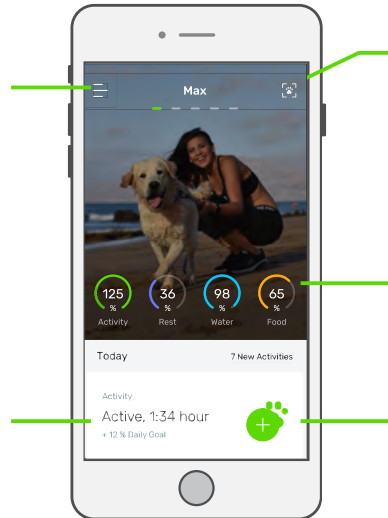 Max
125 36 98 65
% % % %
Activity Rest Water Food
Today 7 New Activities
Activity
Active, 1:34 hour
+ 12 % Daily Goal